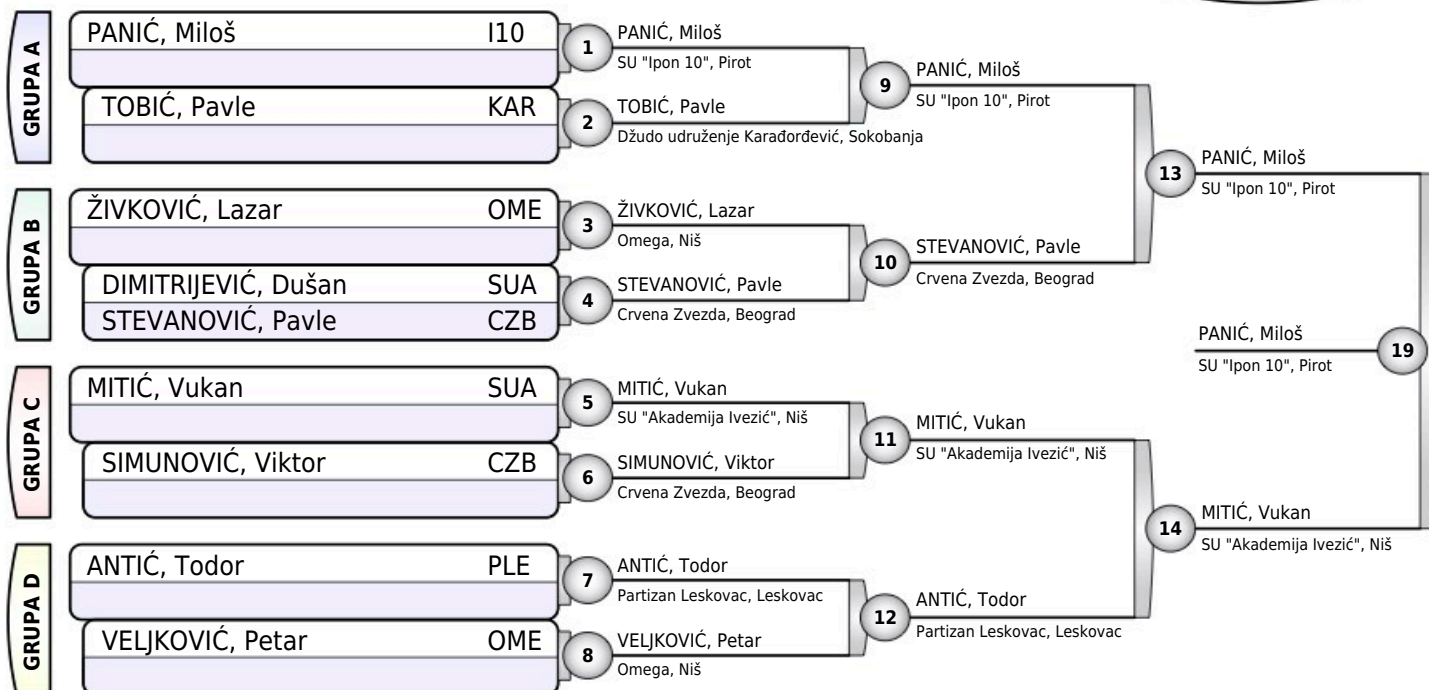 GRUPA A
PANIĆ, Miloš I10
TOBIĆ, Pavle KAR
GRUPA B
ŽIVKOVIĆ, Lazar OME
DIMITRIJEVIĆ, Dušan SUA
STEVANOVIĆ, Pavle CZB
GRUPA C
MITIĆ, Vukan SUA
SIMUNOVIĆ, Viktor CZB
GRUPA D
ANTIĆ, Todor PLE
VELJKOVIĆ, Petar OME
1
PANIĆ, Miloš
SU "Ipon 10", Pirot
2
TOBIĆ, Pavle
Džudo udruženje Karađorđević, Sokobanja
3
ŽIVKOVIĆ, Lazar
Omega, Niš
4
STEVANOVIĆ, Pavle
Crvena Zvezda, Beograd
5
MITIĆ, Vukan
SU "Akademija Ivezić", Niš
6
SIMUNOVIĆ, Viktor
Crvena Zvezda, Beograd
7
ANTIĆ, Todor
Partizan Leskovac, Leskovac
8
VELJKOVIĆ, Petar
Omega, Niš
9
PANIĆ, Miloš
SU "Ipon 10", Pirot
10
STEVANOVIĆ, Pavle
Crvena Zvezda, Beograd
11
MITIĆ, Vukan
SU "Akademija Ivezić", Niš
12
ANTIĆ, Todor
Partizan Leskovac, Leskovac
13
PANIĆ, Miloš
SU "Ipon 10", Pirot
14
MITIĆ, Vukan
SU "Akademija Ivezić", Niš
PANIĆ, Miloš
SU "Ipon 10", Pirot
19